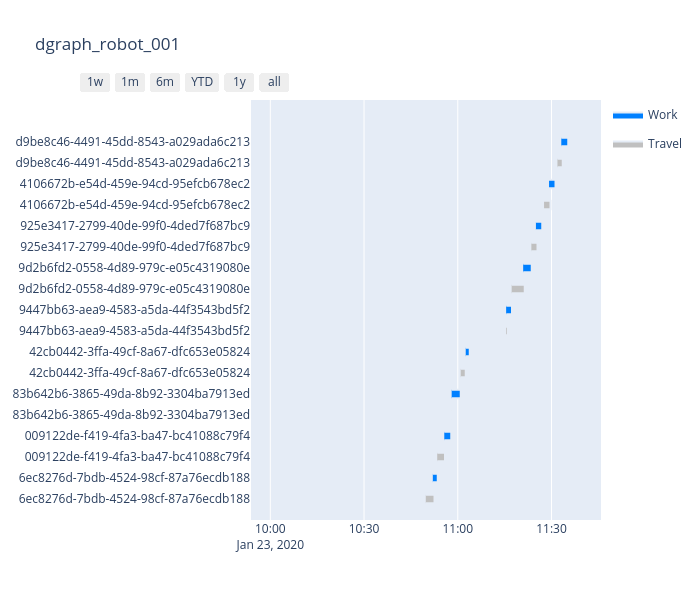 dgraph_robot_001
1w 1m 6m YTD 1y all
Work
Travel
d9be8c46-4491-45dd-8543-a029ada6c213
d9be8c46-4491-45dd-8543-a029ada6c213
4106672b-e54d-459e-94cd-95efcb678ec2
4106672b-e54d-459e-94cd-95efcb678ec2
925e3417-2799-40de-99f0-4ded7f687bc9
925e3417-2799-40de-99f0-4ded7f687bc9
9d2b6fd2-0558-4d89-979c-e05c4319080e
9d2b6fd2-0558-4d89-979c-e05c4319080e
9447bb63-aea9-4583-a5da-44f3543bd5f2
9447bb63-aea9-4583-a5da-44f3543bd5f2
42cb0442-3ffa-49cf-8a67-dfc653e05824
42cb0442-3ffa-49cf-8a67-dfc653e05824
83b642b6-3865-49da-8b92-3304ba7913ed
83b642b6-3865-49da-8b92-3304ba7913ed
009122de-f419-4fa3-ba47-bc41088c79f4
009122de-f419-4fa3-ba47-bc41088c79f4
6ec8276d-7bdb-4524-98cf-87a76ecdb188
6ec8276d-7bdb-4524-98cf-87a76ecdb188
10:00 10:30 11:00 11:30
Jan 23, 2020